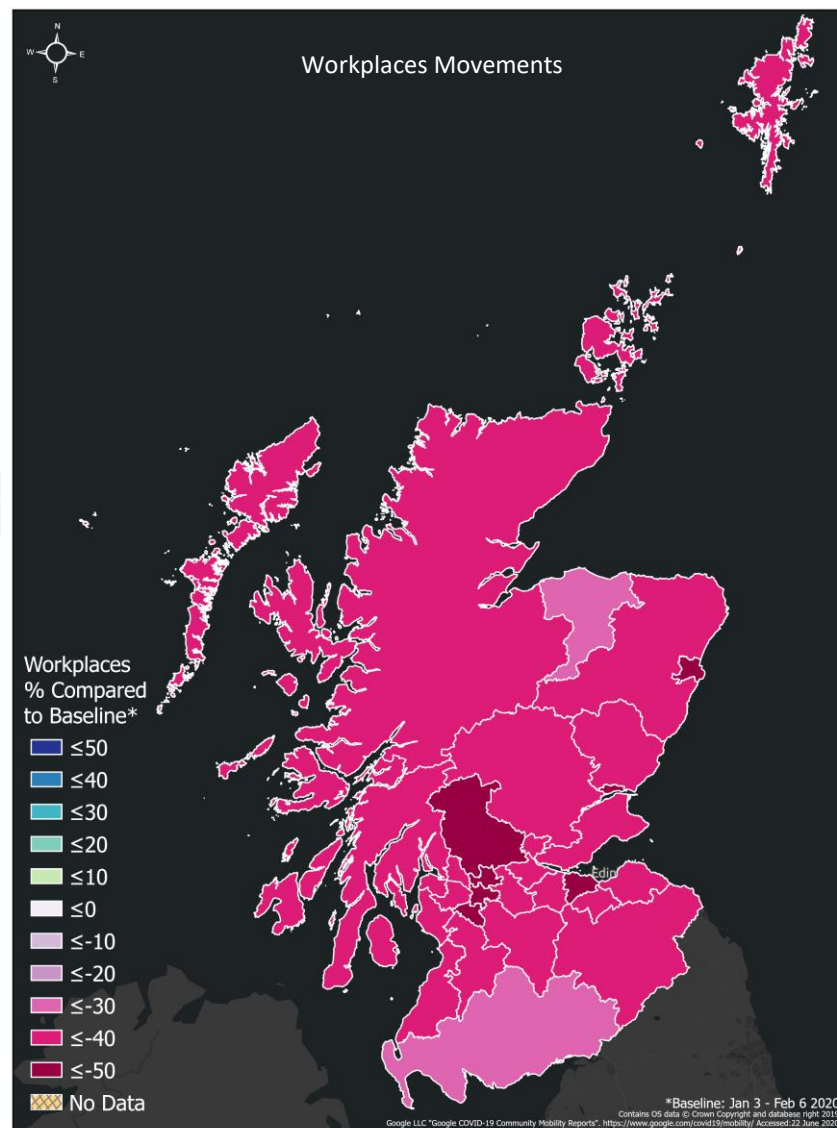 N
W E
S
Workplaces Movements
Workplaces
% Compared
to Baseline*
≤50
≤40
≤30
≤20
≤10
≤0
≤-10
≤-20
≤-30
≤-40
≤-50
No Data
*Baseline: Jan 3 - Feb 6 2020
Contains OS data © Crown Copyright and database right 2019
Google LLC "Google COVID-19 Community Mobility Reports". https://www.google.com/covid19/mobility/ Accessed:22 June 2020